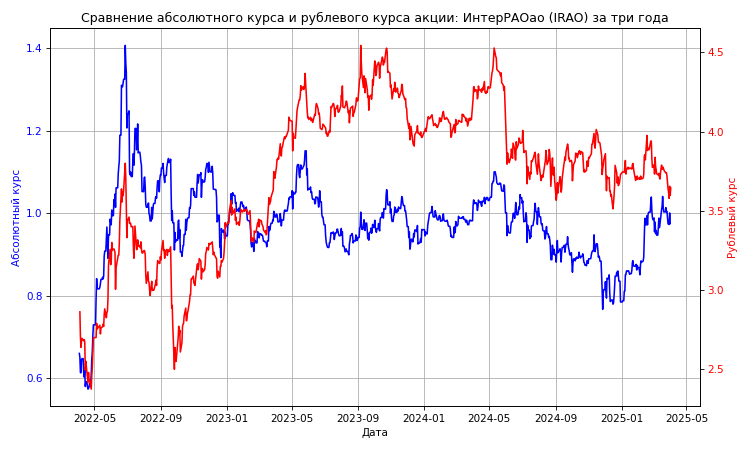 Сравнение абсолютного курса и рублевого курса акции: ИнтерРАОао (IRAO) за три года
Абсолютный курс
1.4
1.2
1.0
0.8
0.6
4.5
4.0
3.5
3.0
2.5
Рублевый курс
2022-05 2022-09 2023-01 2023-05 2023-09 2024-01 2024-05 2024-09 2025-01 2025-05
Дата